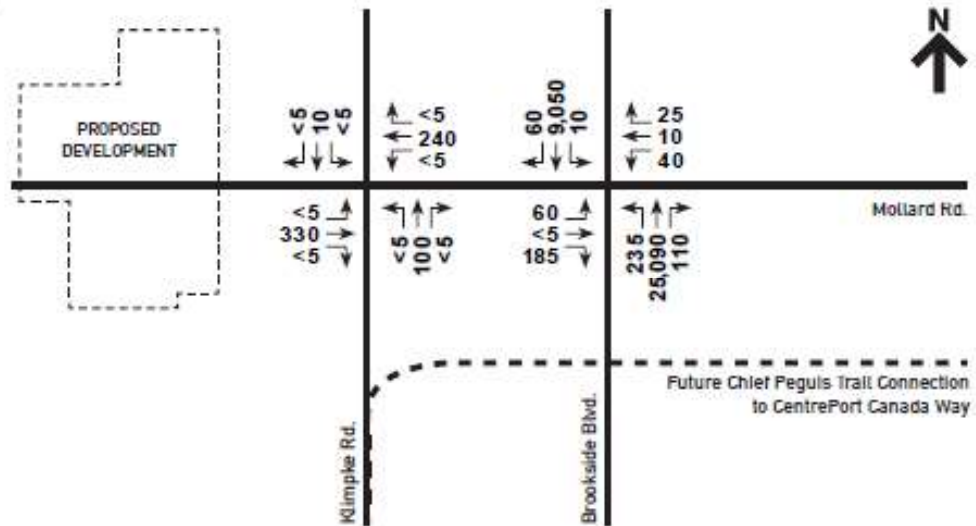 N
PROPOSED
DEVELOPMENT
<5 10 <5
<5
240
<5
60 9,050 10
25
10
40
Mollard Rd.
<5
330
<5
<5 100 <5
60
<5
185
235 25,090 110
Future Chief Peguis Trail Connection
to CentrePort Canada Way
Klimpke Rd.
Brookside Blvd.